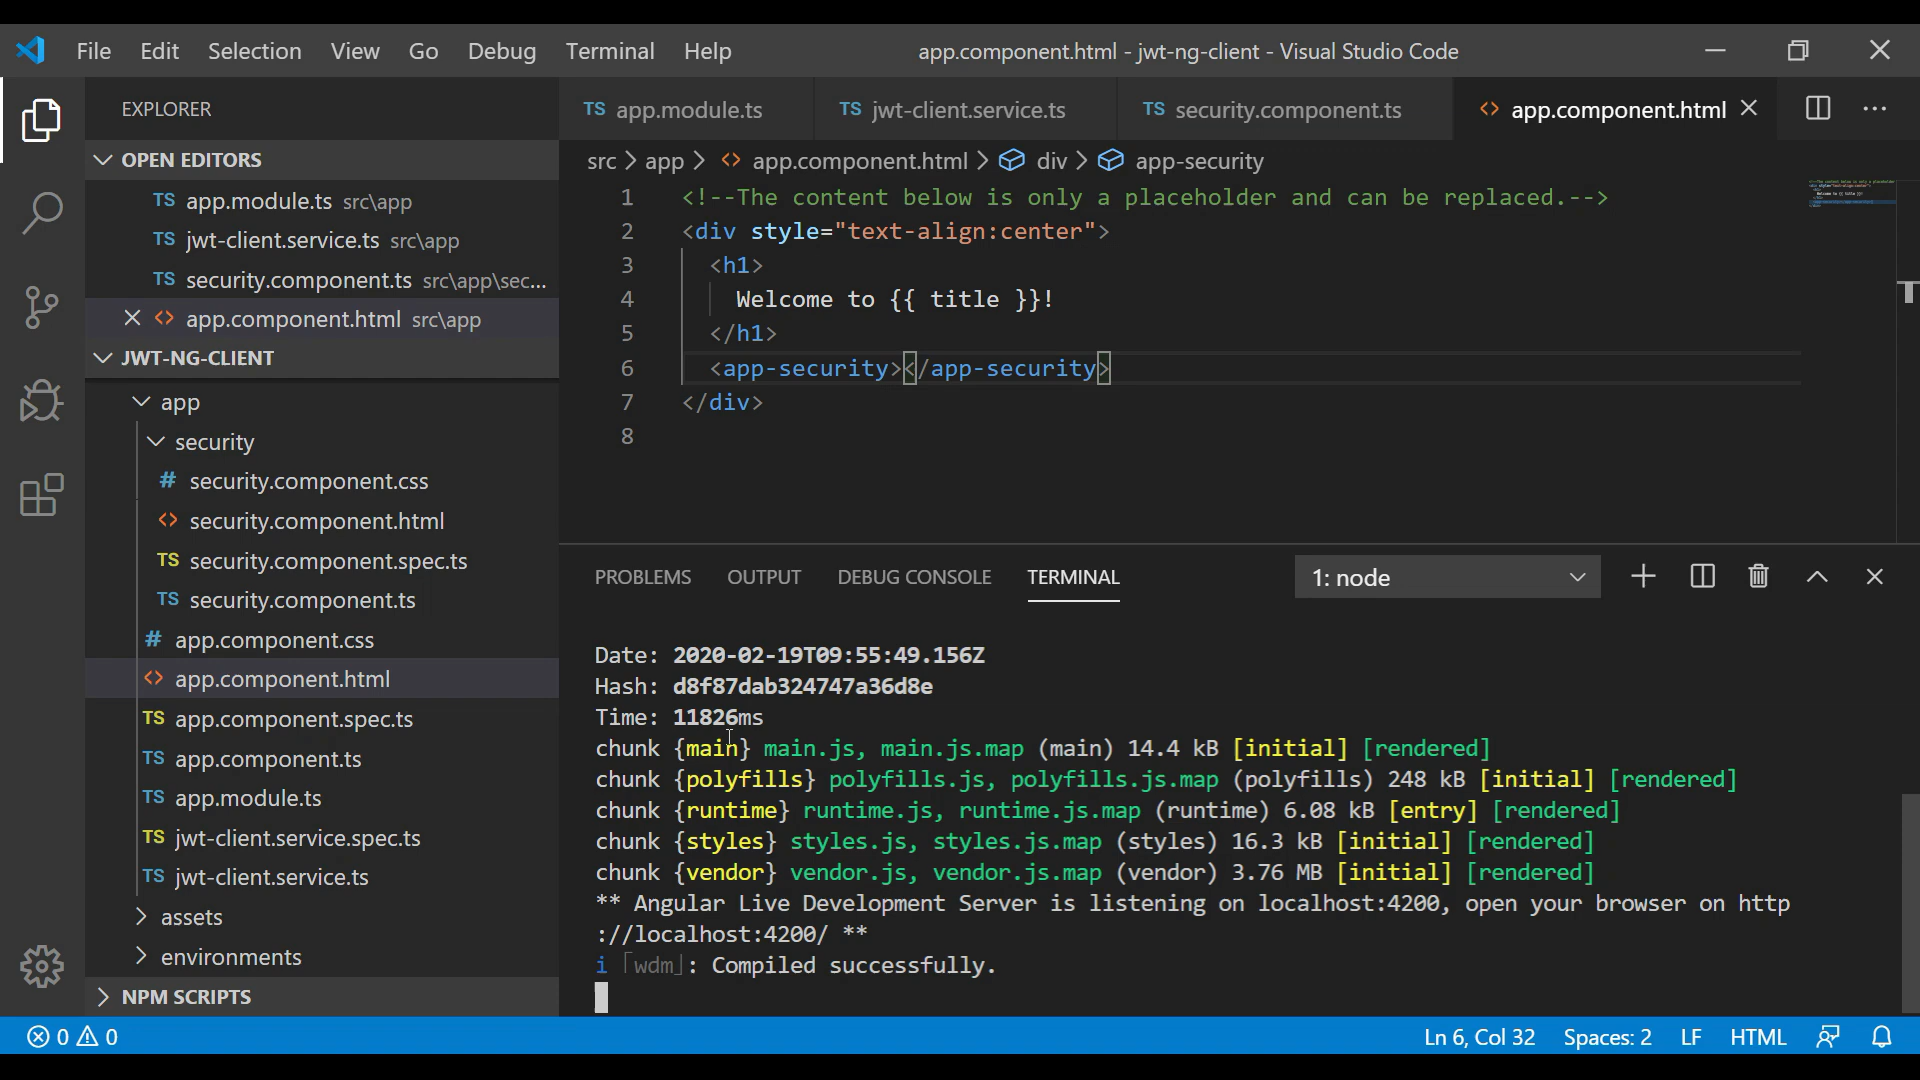 File Edit Selection View Go Debug Terminal Help app.component.html - jwt-ng-client - Visual Studio Code
EXPLORER
OPEN EDITORS
TS app.module.ts src\app
TS jwt-client.service.ts src\app
TS security.component.ts src\app\sec...
<> app.component.html src\app
JWT-NG-CLIENT
app
security
# security.component.css
<> security.component.html
TS security.component.spec.ts
TS security.component.ts
# app.component.css
<> app.component.html
TS app.component.spec.ts
TS app.component.ts
TS app.module.ts
TS jwt-client.service.spec.ts
TS jwt-client.service.ts
assets
environments
NPM SCRIPTS
TS app.module.ts TS jwt-client.service.ts TS security.component.ts <> app.component.html
src > app > <> app.component.html > div > app-security
1 <!--The content below is only a placeholder and can be replaced.-->
2 <div style="text-align:center">
3 <h1>
4 Welcome to {{ title }}!
5 </h1>
6 <app-security></app-security>
7 </div>
8
PROBLEMS OUTPUT DEBUG CONSOLE TERMINAL 1: node
Date: 2020-02-19T09:55:49.156Z
Hash: d8f87dab324747a36d8e
Time: 11826ms
chunk {main} main.js, main.js.map (main) 14.4 kB [initial] [rendered]
chunk {polyfills} polyfills.js, polyfills.js.map (polyfills) 248 kB [initial] [rendered]
chunk {runtime} runtime.js, runtime.js.map (runtime) 6.08 kB [entry] [rendered]
chunk {styles} styles.js, styles.js.map (styles) 16.3 kB [initial] [rendered]
chunk {vendor} vendor.js, vendor.js.map (vendor) 3.76 MB [initial] [rendered]
** Angular Live Development Server is listening on localhost:4200, open your browser on http
://localhost:4200/ **
i ｢wdm｣: Compiled successfully.
0 0 Ln 6, Col 32 Spaces: 2 LF HTML